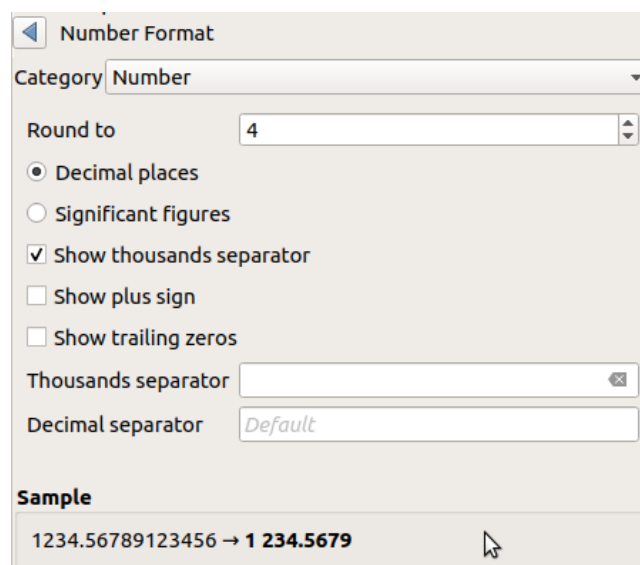 Number Format
Category Number
Round to 4
Decimal places
Significant figures
Show thousands separator
Show plus sign
Show trailing zeros
Thousands separator
Decimal separator Default
Sample
1234.56789123456 → 1 234.5679